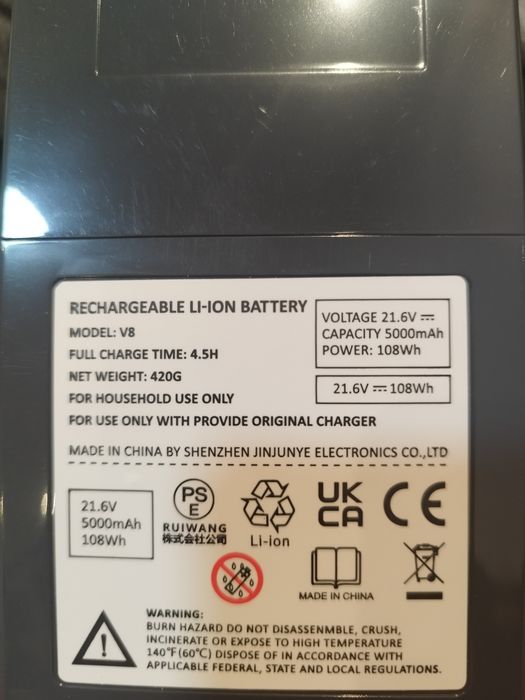 RECHARGEABLE LI-ION BATTERY
MODEL: V8
FULL CHARGE TIME: 4.5H
NET WEIGHT: 420G
FOR HOUSEHOLD USE ONLY
FOR USE ONLY WITH PROVIDE ORIGINAL CHARGER
VOLTAGE 21.6V
CAPACITY 5000mAh
POWER: 108Wh
21.6V 108Wh
MADE IN CHINA BY SHENZHEN JINJUNYE ELECTRONICS CO.,LTD
21.6V
5000mAh
108Wh
PS
E
RUIWANG
株式会社公司
Li-ion
UK
CA
CE
MADE IN CHINA
WARNING:
BURN HAZARD DO NOT DISASSENMBLE, CRUSH,
INCINERATE OR EXPOSE TO HIGH TEMPERATURE
140°F(60℃) DISPOSE OF IN ACCORDANCE WITH
APPLICABLE FEDERAL, STATE AND LOCAL REGULATIONS.